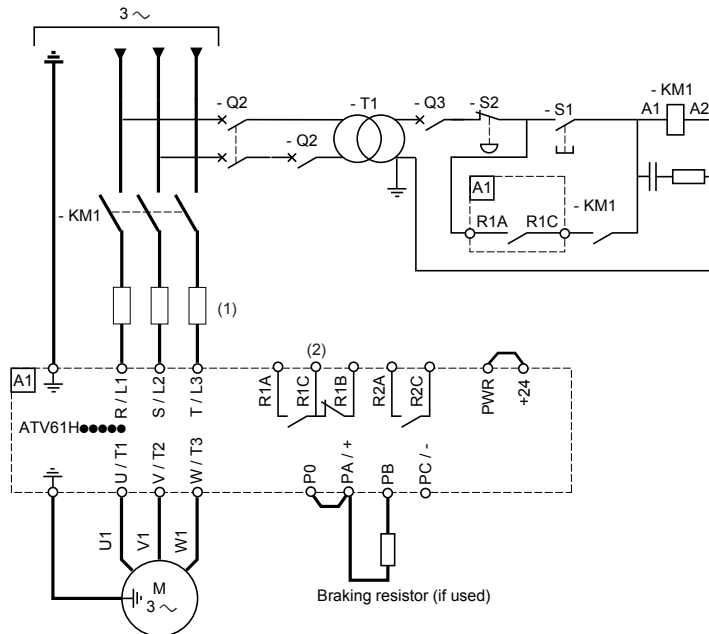 3 ~
- Q2
- Q2
- T1
- Q3
- S2
- S1
- KM1
A1
A2
A1
R1A
R1C
- KM1
- KM1
(1)
A1
R / L1
S / L2
T / L3
(2)
R1A
R1C
R1B
R2A
R2C
PWR
+24
ATV61H●●●●●
U / T1
V / T2
W / T3
P0
PA / +
PB
PC / -
U1
V1
W1
M
3 ~
Braking resistor (if used)